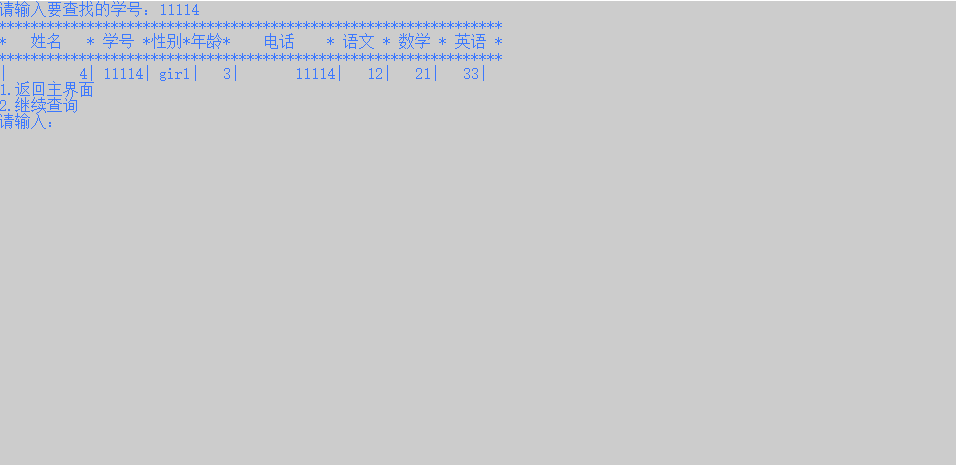 请输入要查找的学号：11114
***************************************************************
*   姓名   * 学号 *性别*年龄*    电话    * 语文 * 数学 * 英语 *
***************************************************************
|         4| 11114| girl|   3|       11114|   12|   21|   33|
1.返回主界面
2.继续查询
请输入：